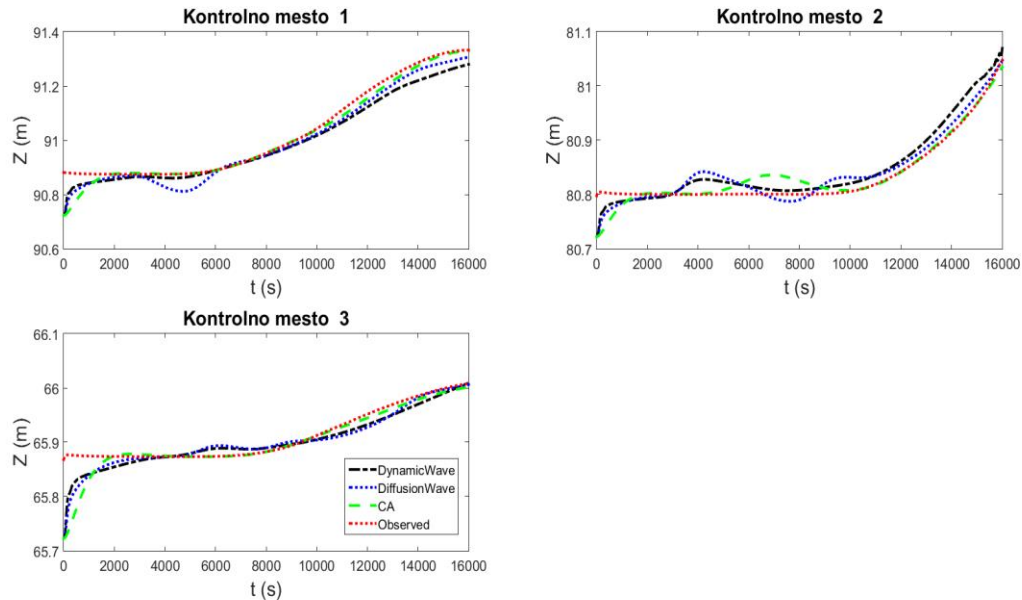 Kontrolno mesto 1
91.4
91.2
91
90.8
90.6
Z (m)
0 2000 4000 6000 8000 10000 12000 14000 16000
t (s)
Kontrolno mesto 2
81.1
81
80.9
80.8
80.7
Z (m)
0 2000 4000 6000 8000 10000 12000 14000 16000
t (s)
Kontrolno mesto 3
66.1
66
65.9
65.8
65.7
Z (m)
0 2000 4000 6000 8000 10000 12000 14000 16000
t (s)
DynamicWave
DiffusionWave
CA
Observed